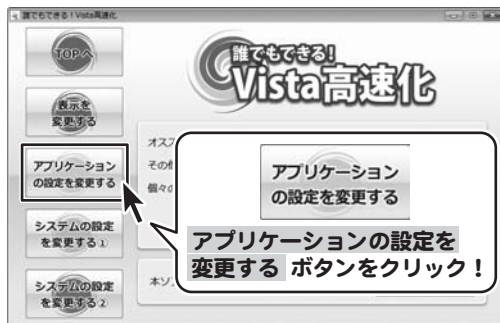 誰でもできる!Vista高速化
TOPへ
誰でもできる!
Vista高速化
表示を
変更する
アプリケーション
の設定を変更する
オスス
その他
個々の
アプリケーション
の設定を変更する
アプリケーションの設定を
変更する ボタンをクリック!
システムの設定
を変更する①
システムの設定
を変更する②
本ソ